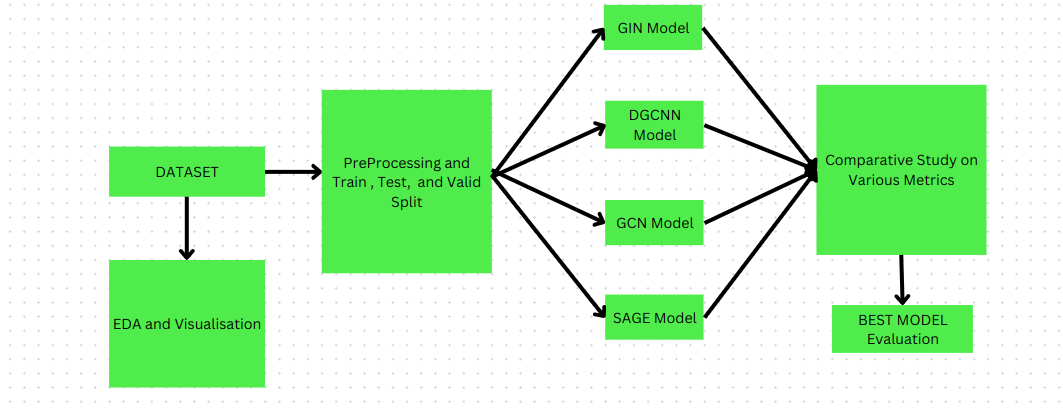 DATASET
EDA and Visualisation
PreProcessing and
Train , Test, and Valid
Split
GIN Model
DGCNN
Model
GCN Model
SAGE Model
Comparative Study on
Various Metrics
BEST MODEL
Evaluation